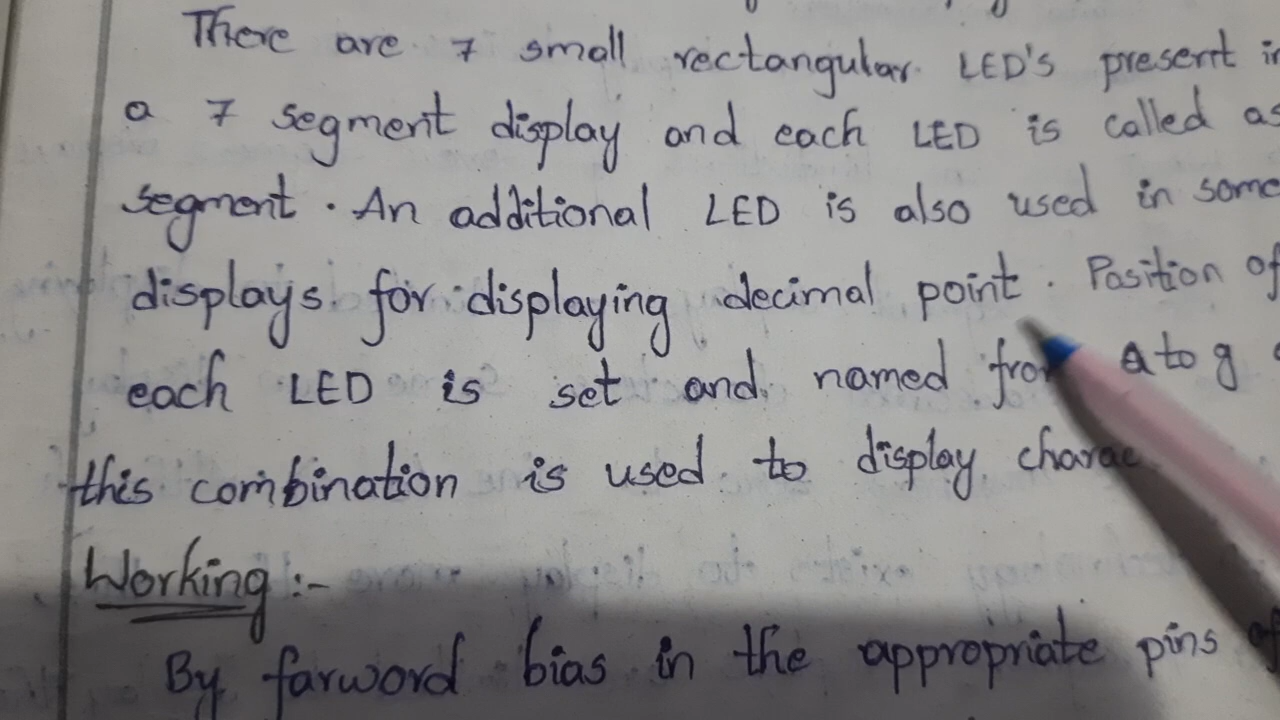 There are 7 small rectangular LED's present in
a 7 segment display and each LED is called as
segment. An additional LED is also used in some
displays for displaying decimal point. Position of
each LED is set and named from a to g
this combination is used to display charac
Working :-
By farword bias in the appropriate pins of